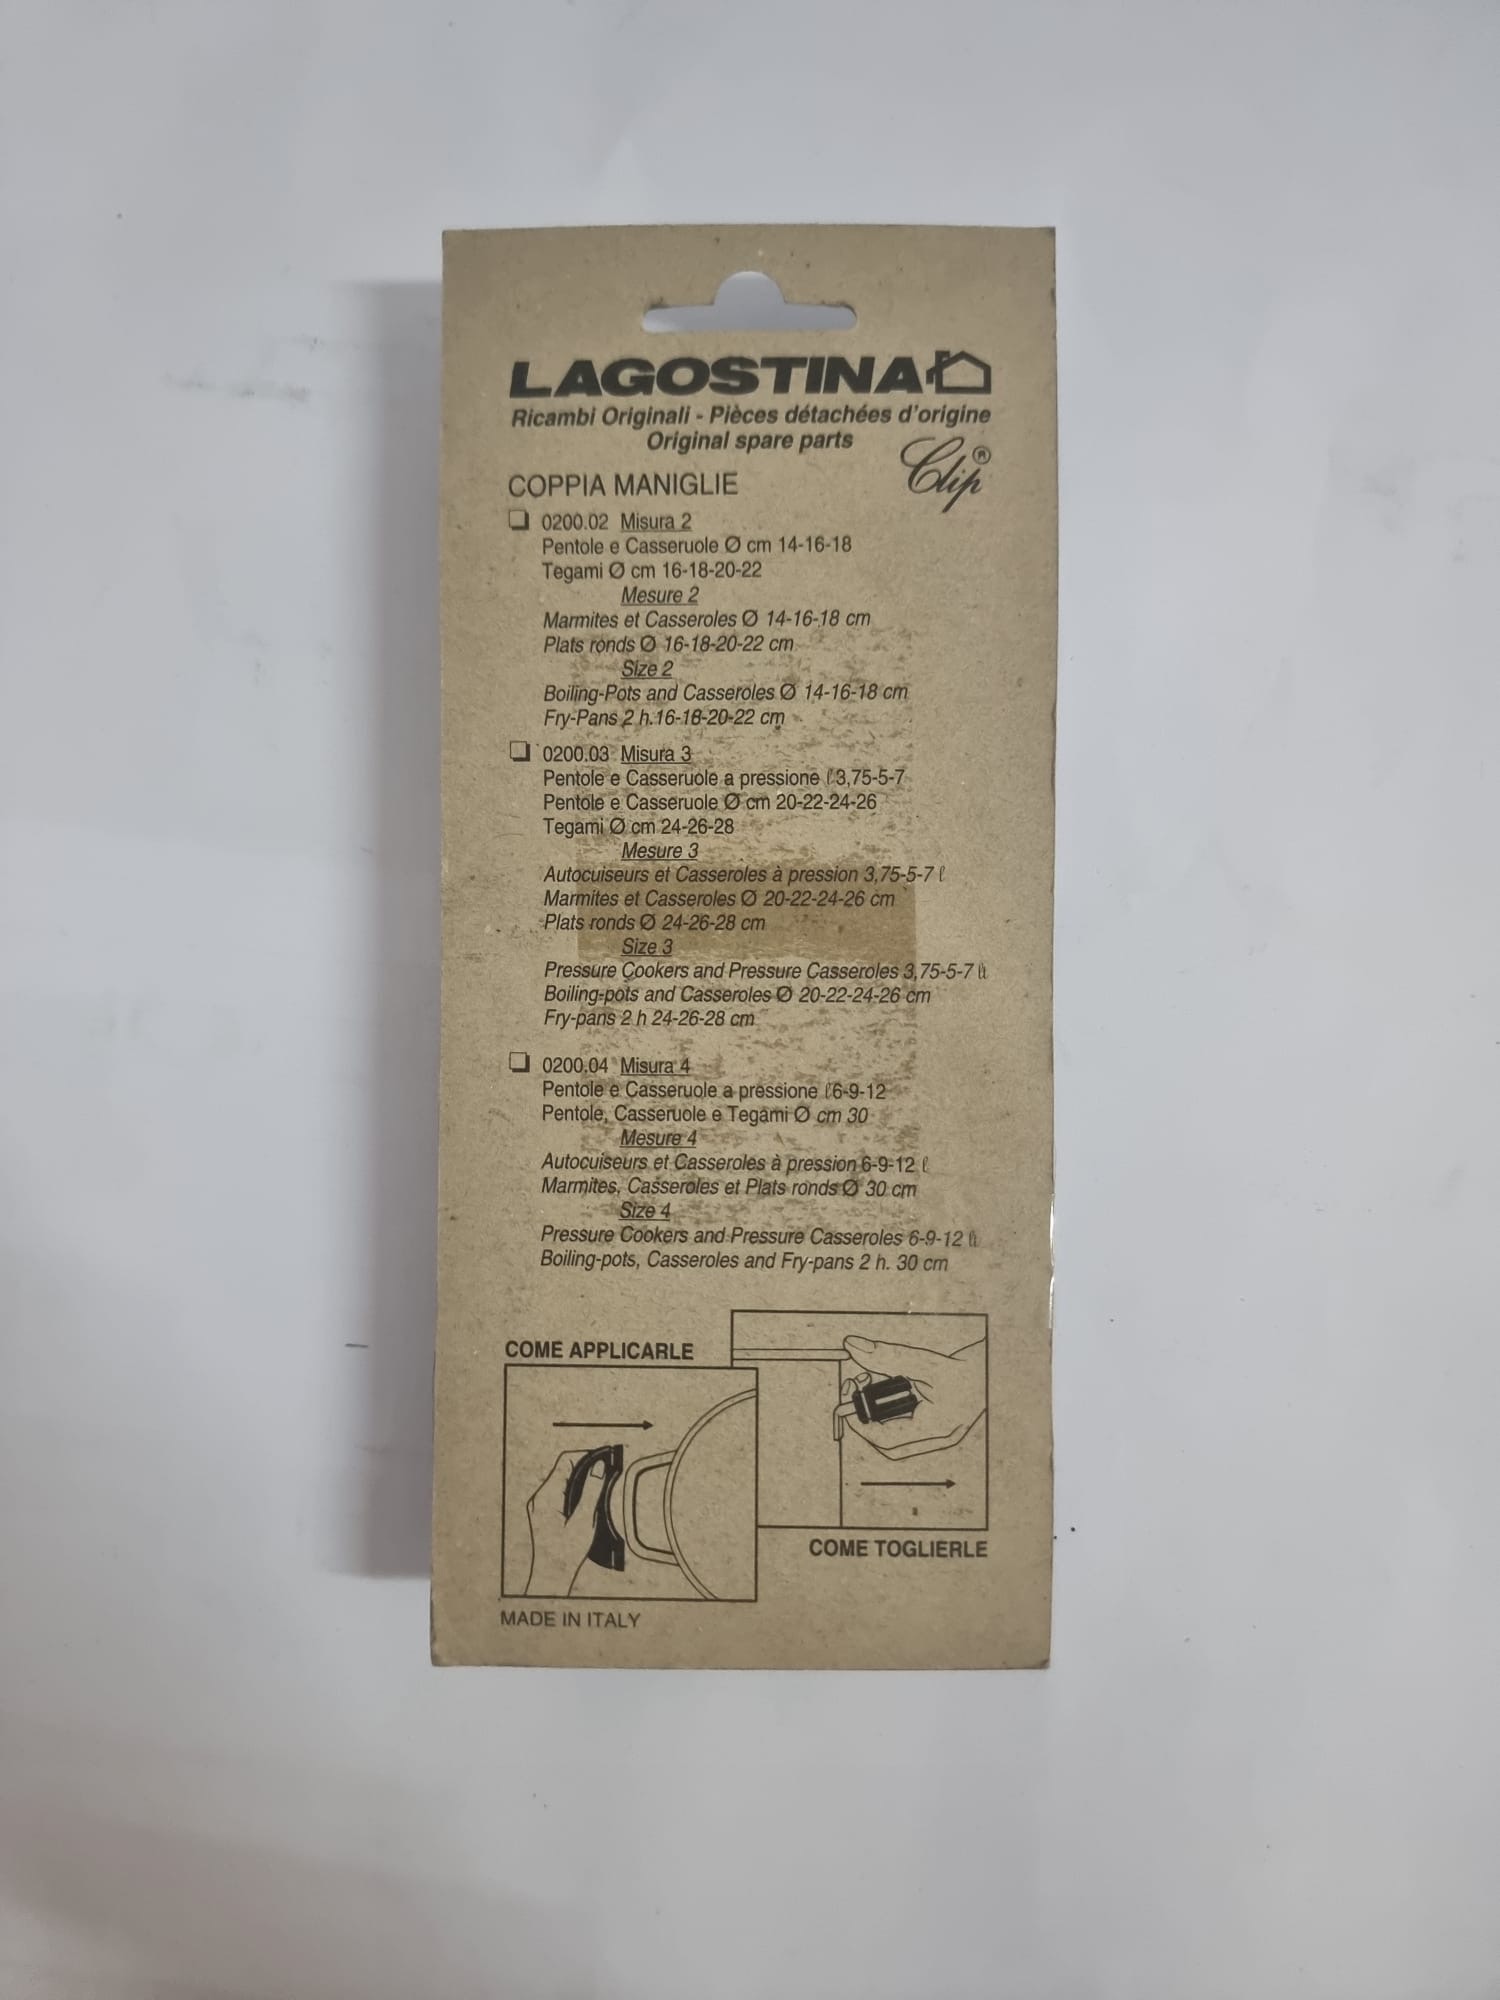 LAGOSTINA
Ricambi Originali - Pièces détachées d'origine
Original spare parts
Clip®
COPPIA MANIGLIE
0200.02 Misura 2
Pentole e Casseruole Ø cm 14-16-18
Tegami Ø cm 16-18-20-22
Mesure 2
Marmites et Casseroles Ø 14-16-18 cm
Plats ronds Ø 16-18-20-22 cm
Size 2
Boiling-Pots and Casseroles Ø 14-16-18 cm
Fry-Pans 2 h.16-18-20-22 cm
0200.03 Misura 3
Pentole e Casseruole a pressione ℓ 3,75-5-7
Pentole e Casseruole Ø cm 20-22-24-26
Tegami Ø cm 24-26-28
Mesure 3
Autocuiseurs et Casseroles à pression 3,75-5-7 ℓ
Marmites et Casseroles Ø 20-22-24-26 cm
Plats ronds Ø 24-26-28 cm
Size 3
Pressure Cookers and Pressure Casseroles 3,75-5-7 lt
Boiling-pots and Casseroles Ø 20-22-24-26 cm
Fry-pans 2 h 24-26-28 cm
0200.04 Misura 4
Pentole e Casseruole a pressione ℓ 6-9-12
Pentole, Casseruole e Tegami Ø cm 30
Mesure 4
Autocuiseurs et Casseroles à pression 6-9-12 ℓ
Marmites, Casseroles et Plats ronds Ø 30 cm
Size 4
Pressure Cookers and Pressure Casseroles 6-9-12 lt
Boiling-pots, Casseroles and Fry-pans 2 h. 30 cm
COME APPLICARLE
COME TOGLIERLE
MADE IN ITALY